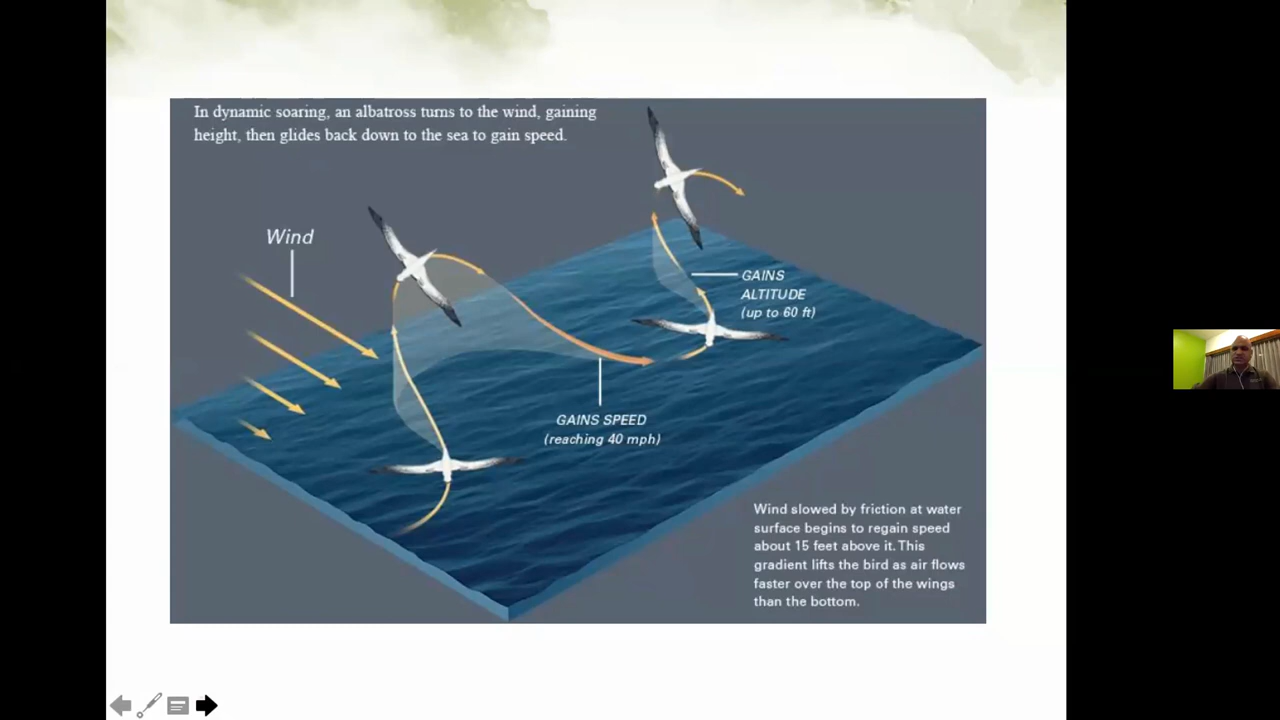 In dynamic soaring, an albatross turns to the wind, gaining
height, then glides back down to the sea to gain speed.
Wind
GAINS
ALTITUDE
(up to 60 ft)
GAINS SPEED
(reaching 40 mph)
Wind slowed by friction at water
surface begins to regain speed
about 15 feet above it. This
gradient lifts the bird as air flows
faster over the top of the wings
than the bottom.